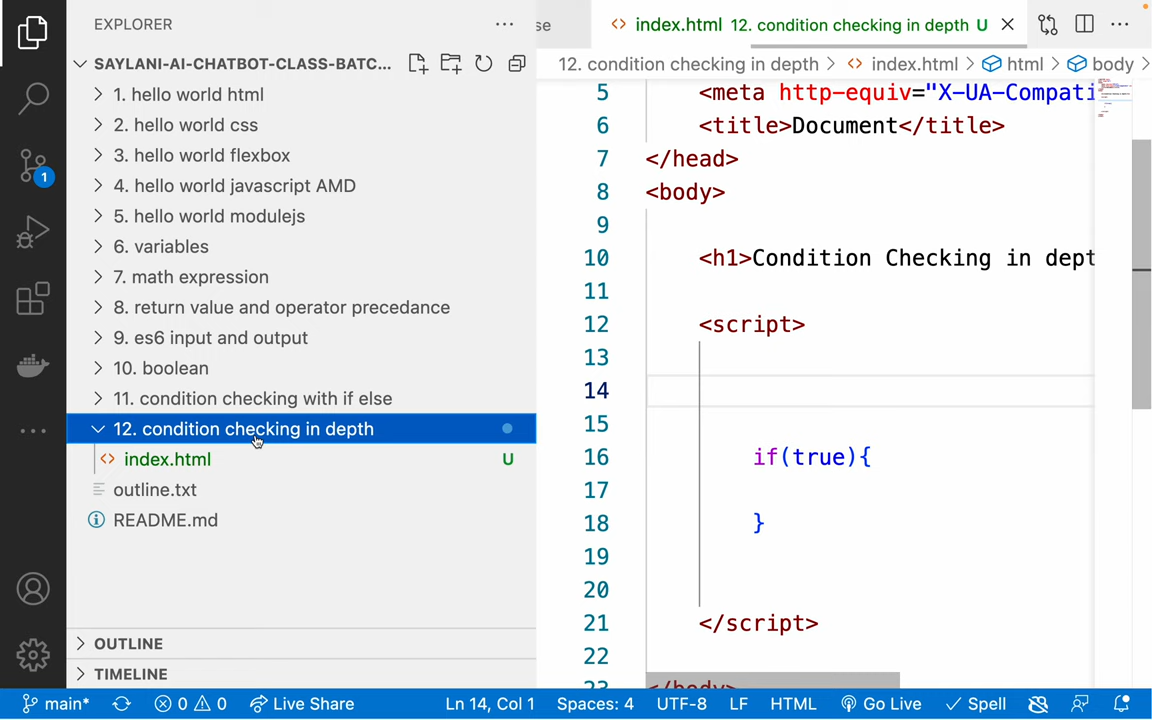 EXPLORER
SAYLANI-AI-CHATBOT-CLASS-BATC...
1. hello world html
2. hello world css
3. hello world flexbox
4. hello world javascript AMD
5. hello world modulejs
6. variables
7. math expression
8. return value and operator precedance
9. es6 input and output
10. boolean
11. condition checking with if else
12. condition checking in depth
index.html U
outline.txt
README.md
OUTLINE
TIMELINE
1
se
<> index.html 12. condition checking in depth U
12. condition checking in depth > <> index.html > html > body >
5 <meta http-equiv="X-UA-Compati
6 <title>Document</title>
7 </head>
8 <body>
9
10 <h1>Condition Checking in dept
11
12 <script>
13
14
15
16 if(true){
17
18 }
19
20
21 </script>
22
23 </body>
main* 0 0 Live Share Ln 14, Col 1 Spaces: 4 UTF-8 LF HTML Go Live Spell